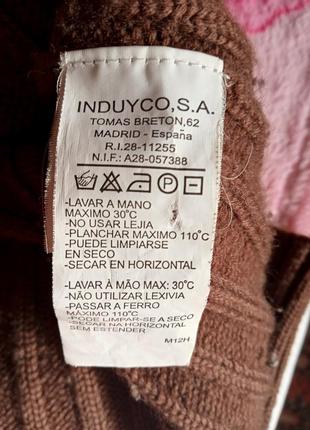 INDUYCO,S.A.
TOMAS BRETON,62
MADRID - España
R.I.28-11255
N.I.F.: A28-057388
-LAVAR A MANO
MAXIMO 30°C
-NO USAR LEJIA
-PLANCHAR MAXIMO 110°C
-PUEDE LIMPIARSE
EN SECO
-SECAR EN HORIZONTAL
-LAVAR À MÃO MAX: 30°C
-NÃO UTILIZAR LEXIVIA
-PASSAR A FERRO
MAXIMO: 110°C
-PODE LIMPAR-SE A SECO
-SECAR NA HORIZONTAL
SEM ESTENDER
M12H